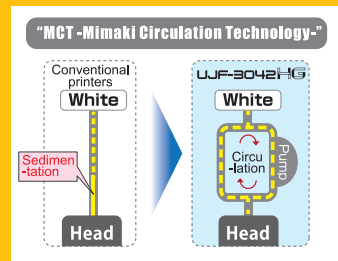 "MCT -Mimaki Circulation Technology-"
Conventional
printers
White
Sedimen
-tation
Head
UJF-3042HG
White
Circu
-lation
Pump
Head